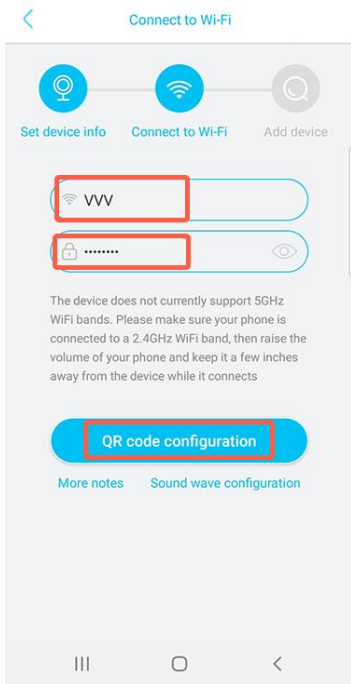 Connect to Wi-Fi
Set device info Connect to Wi-Fi Add device
VVV
••••••••
The device does not currently support 5GHz
WiFi bands. Please make sure your phone is
connected to a 2.4GHz WiFi band, then raise the
volume of your phone and keep it a few inches
away from the device while it connects
QR code configuration
More notes Sound wave configuration